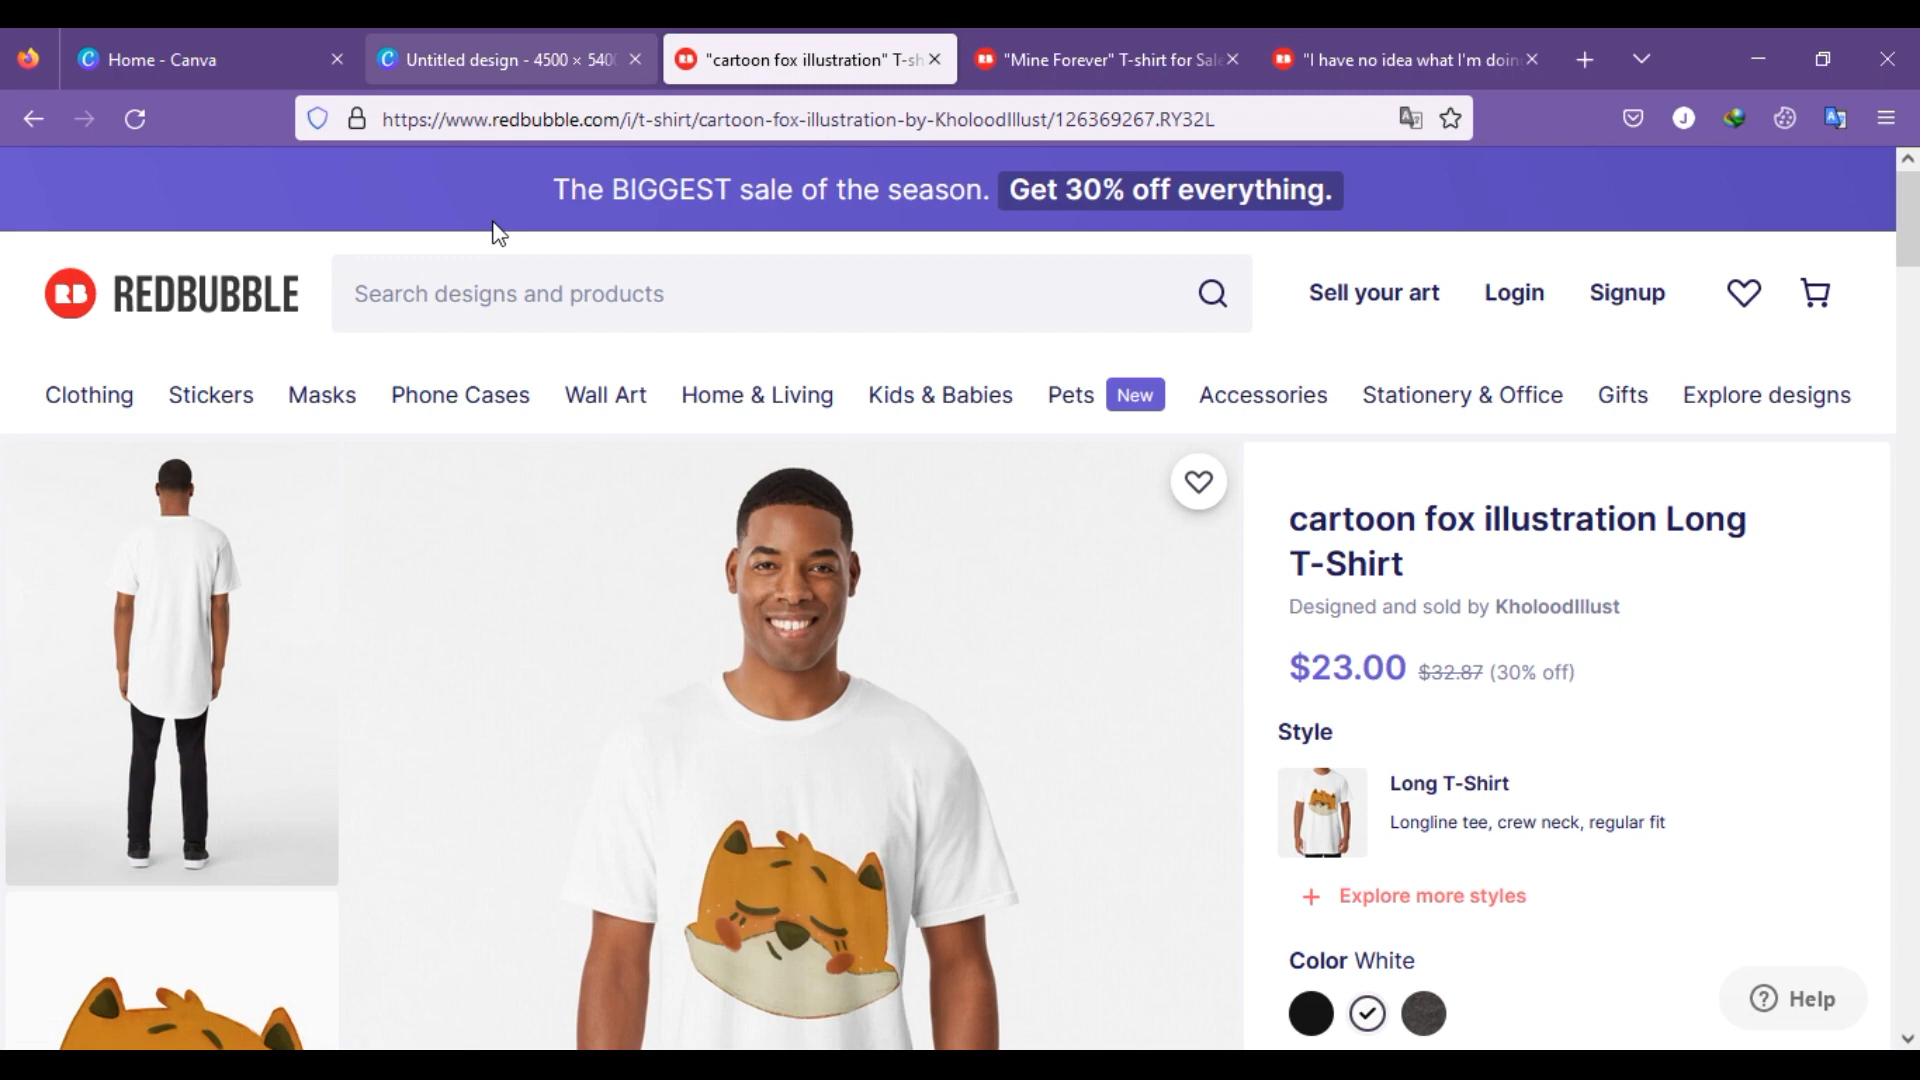 Home - Canva
Untitled design - 4500 × 540
"cartoon fox illustration" T-sh
"Mine Forever" T-shirt for Sale
"I have no idea what I'm doin
https://www.redbubble.com/i/t-shirt/cartoon-fox-illustration-by-KholoodIllust/126369267.RY32L
J
The BIGGEST sale of the season. Get 30% off everything.
RB REDBUBBLE
Search designs and products
Sell your art
Login
Signup
Clothing
Stickers
Masks
Phone Cases
Wall Art
Home & Living
Kids & Babies
Pets New
Accessories
Stationery & Office
Gifts
Explore designs
cartoon fox illustration Long
T-Shirt
Designed and sold by KholoodIllust
$23.00 $32.87 (30% off)
Style
Long T-Shirt
Longline tee, crew neck, regular fit
+ Explore more styles
Color White
Help